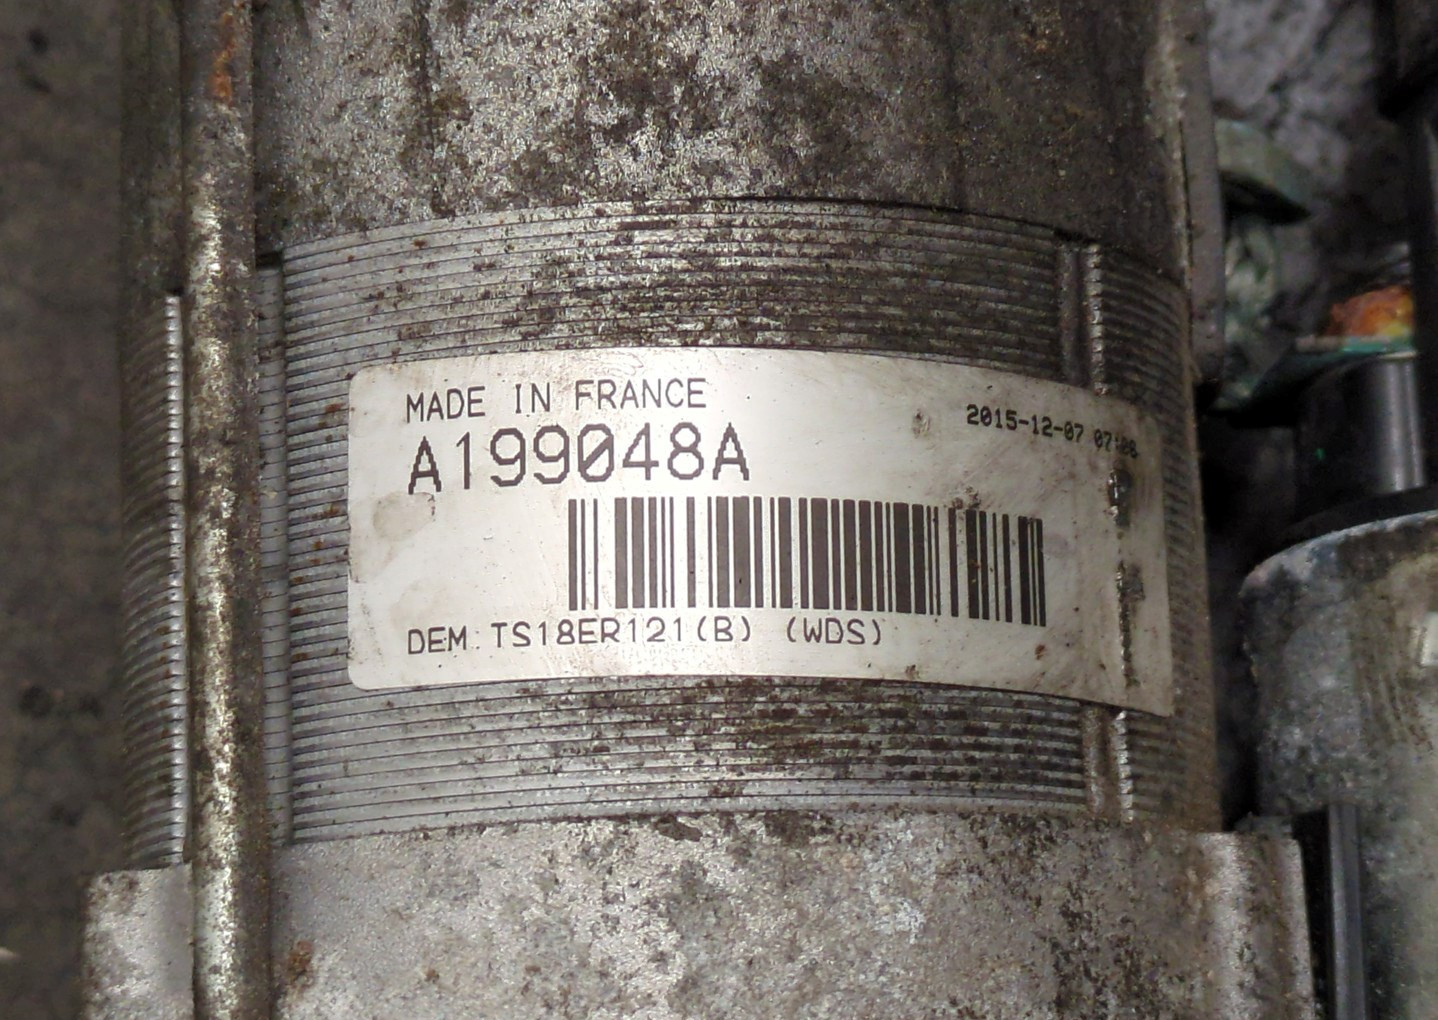 MADE IN FRANCE
2015-12-07
A199048A
DEM TS18ER121(B) (WDS)